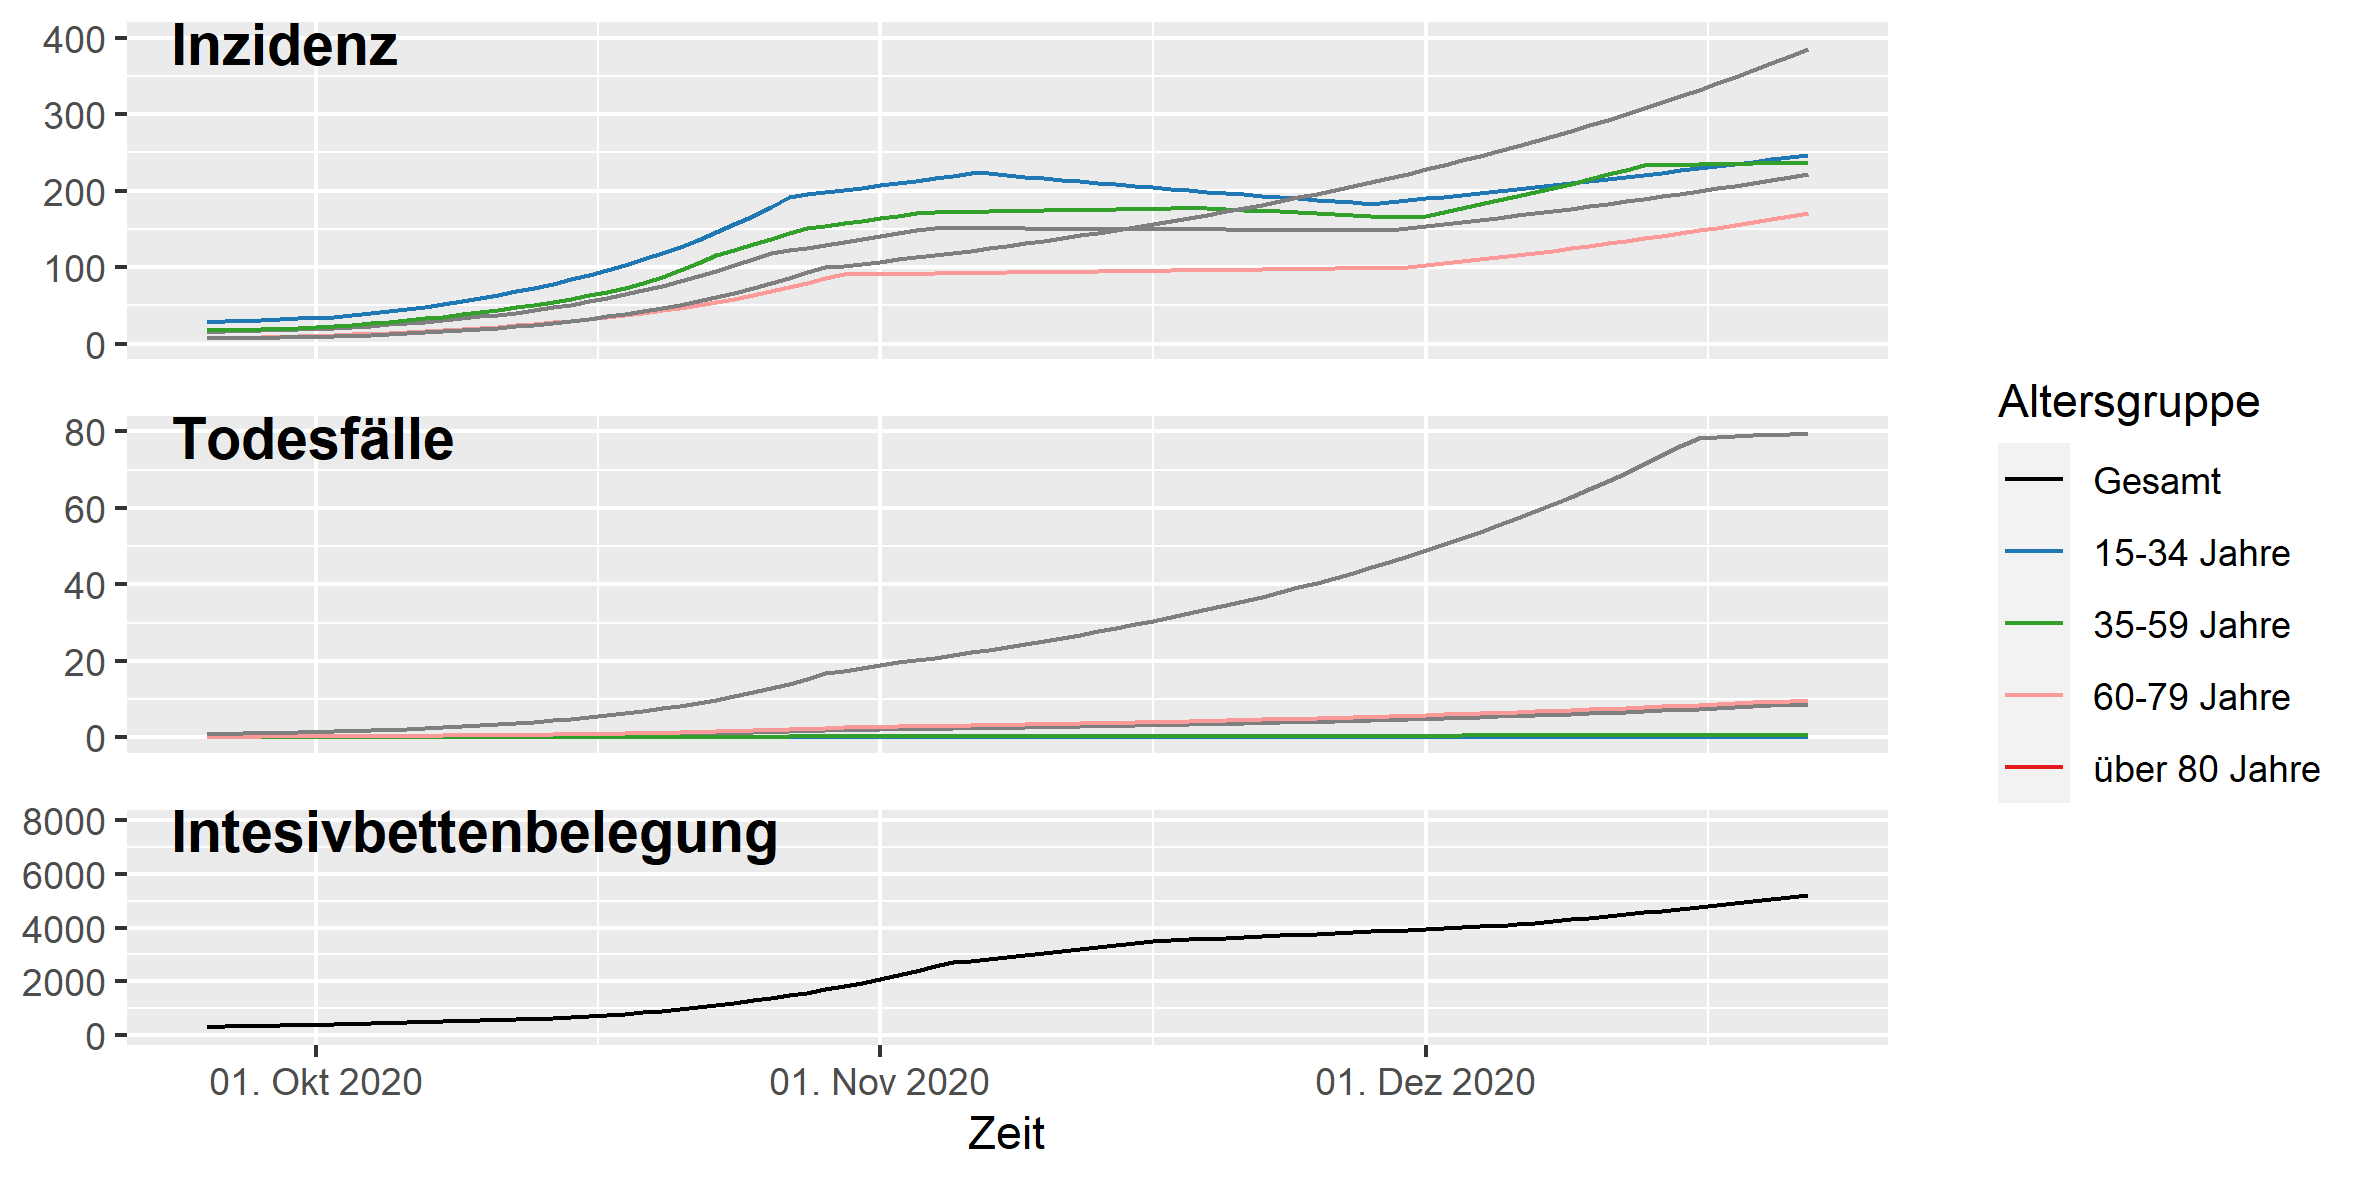 Inzidenz
400
300
200
100
0
Todesfälle
80
60
40
20
0
Intesivbettenbelegung
8000
6000
4000
2000
0
01. Okt 2020 01. Nov 2020 01. Dez 2020
Zeit
Altersgruppe
Gesamt
15-34 Jahre
35-59 Jahre
60-79 Jahre
über 80 Jahre